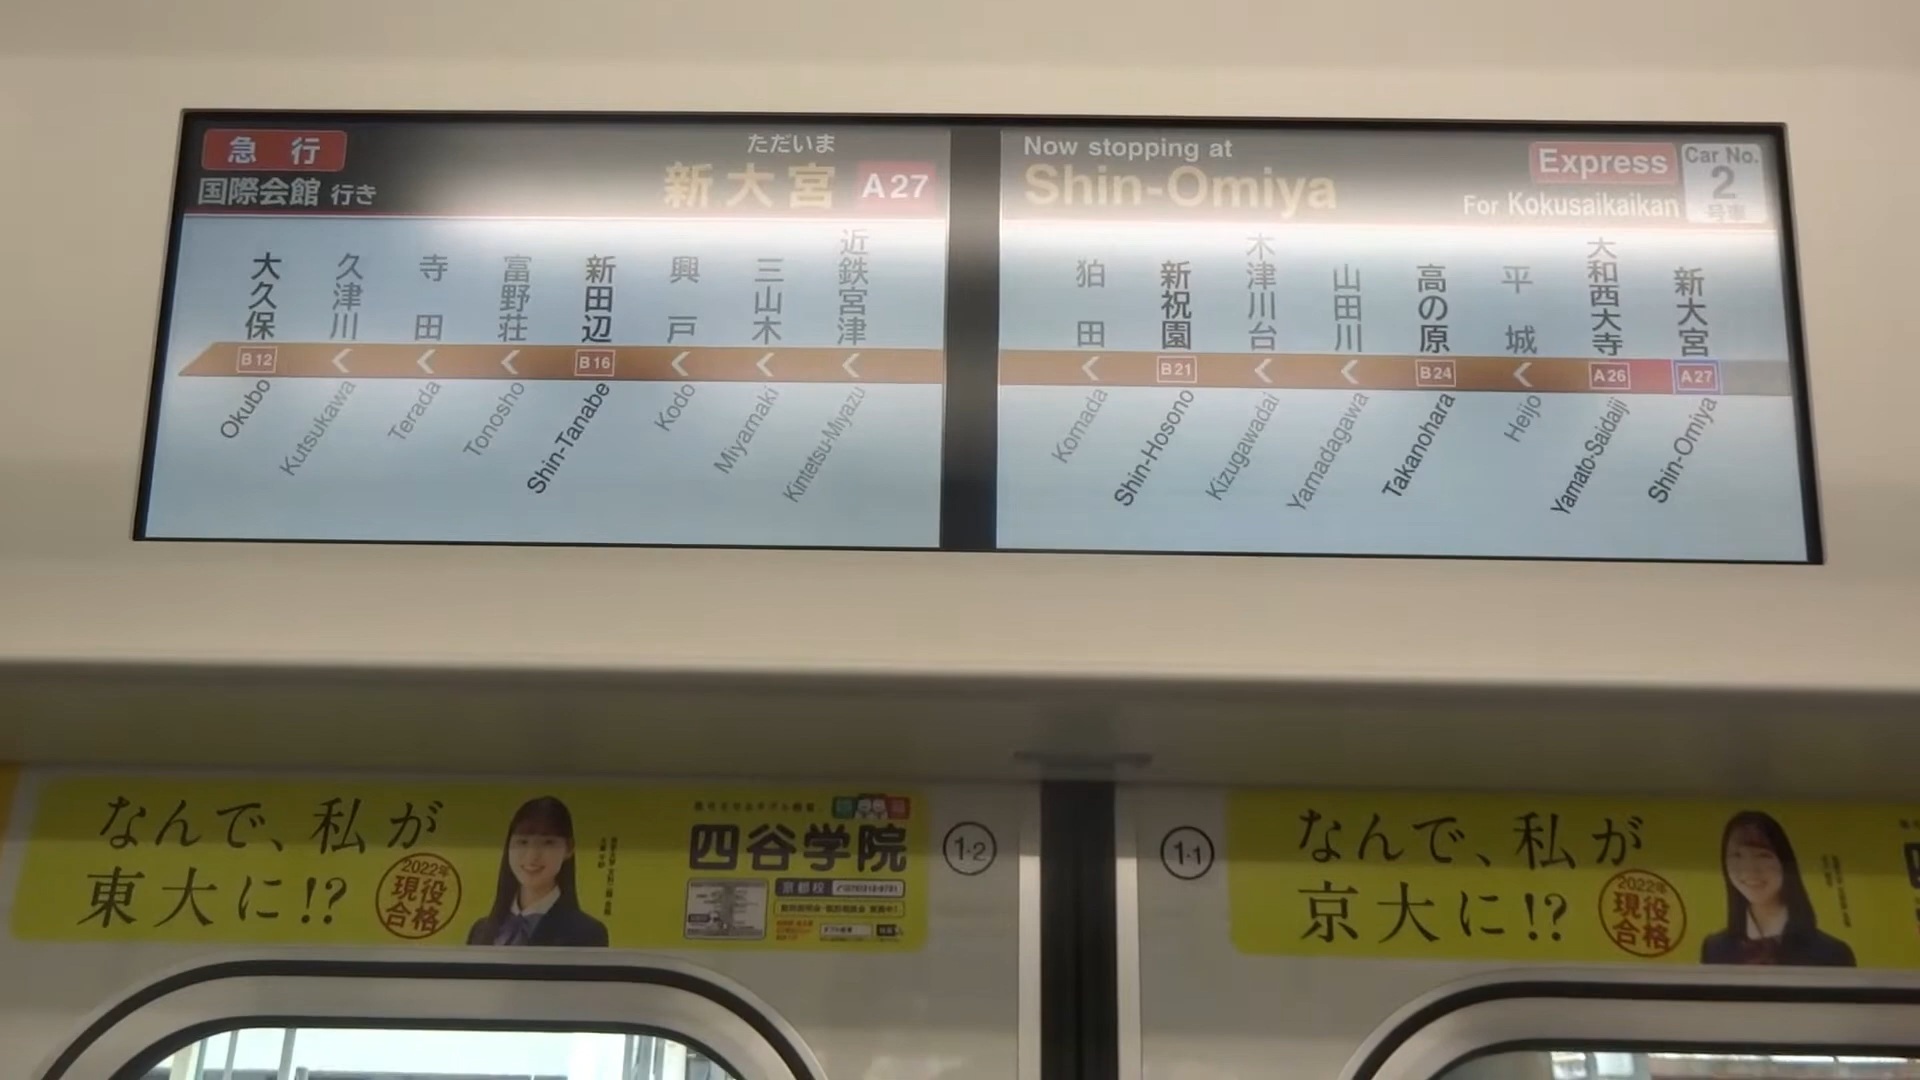 急 行
国際会館 行き
ただいま
新大宮 A27
大久保
久津川
寺田
富野荘
新田辺
興戸
三山木
近鉄宮津
B12
B16
Okubo
Kutsukawa
Terada
Tonosho
Shin-Tanabe
Kodo
Miyamaki
Kintetsu-Miyazu
Now stopping at
Shin-Omiya
Express
For Kokusaikaikan
Car No.
2
号車
狛田
新祝園
木津川台
山田川
高の原
平城
大和西大寺
新大宮
B21
B24
A26
A27
Komada
Shin-Hosono
Kizugawadai
Yamadagawa
Takanohara
Heijo
Yamato-Saidaiji
Shin-Omiya
なんで、私が
東大に!?
2022年
現役
合格
四谷学院
京都校
1-2
1-1
なんで、私が
京大に!?
2022年
現役
合格